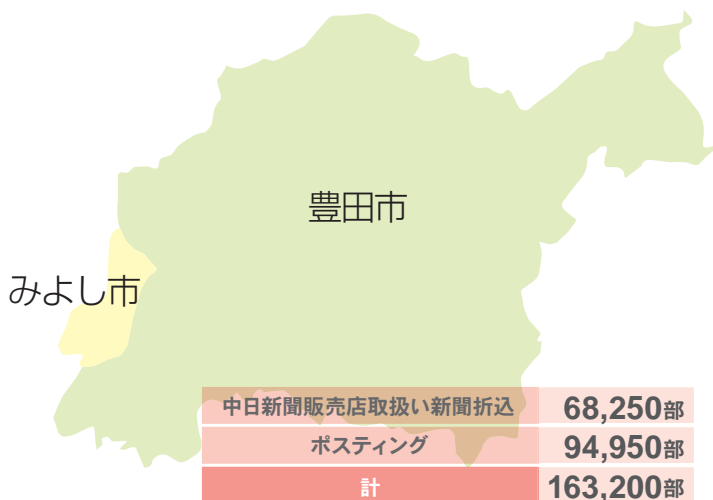 豊田市
みよし市
中日新聞販売店取扱い新聞折込 68,250部
ポスティング 94,950部
計 163,200部